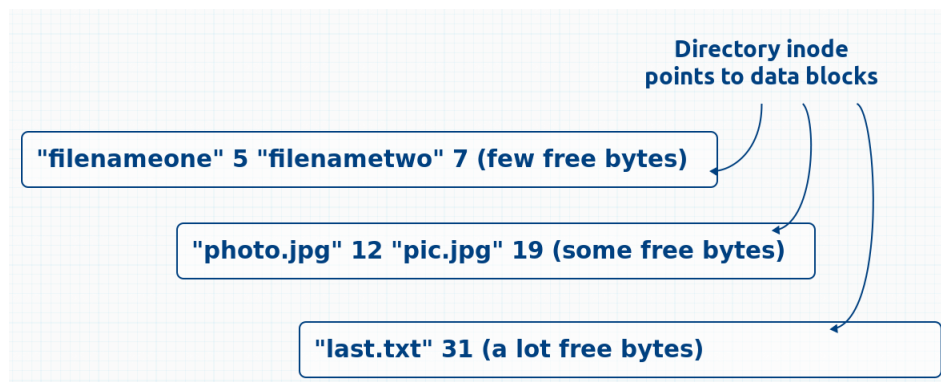 Directory inode
points to data blocks
"filenameone" 5 "filenametwo" 7 (few free bytes)
"photo.jpg" 12 "pic.jpg" 19 (some free bytes)
"last.txt" 31 (a lot free bytes)